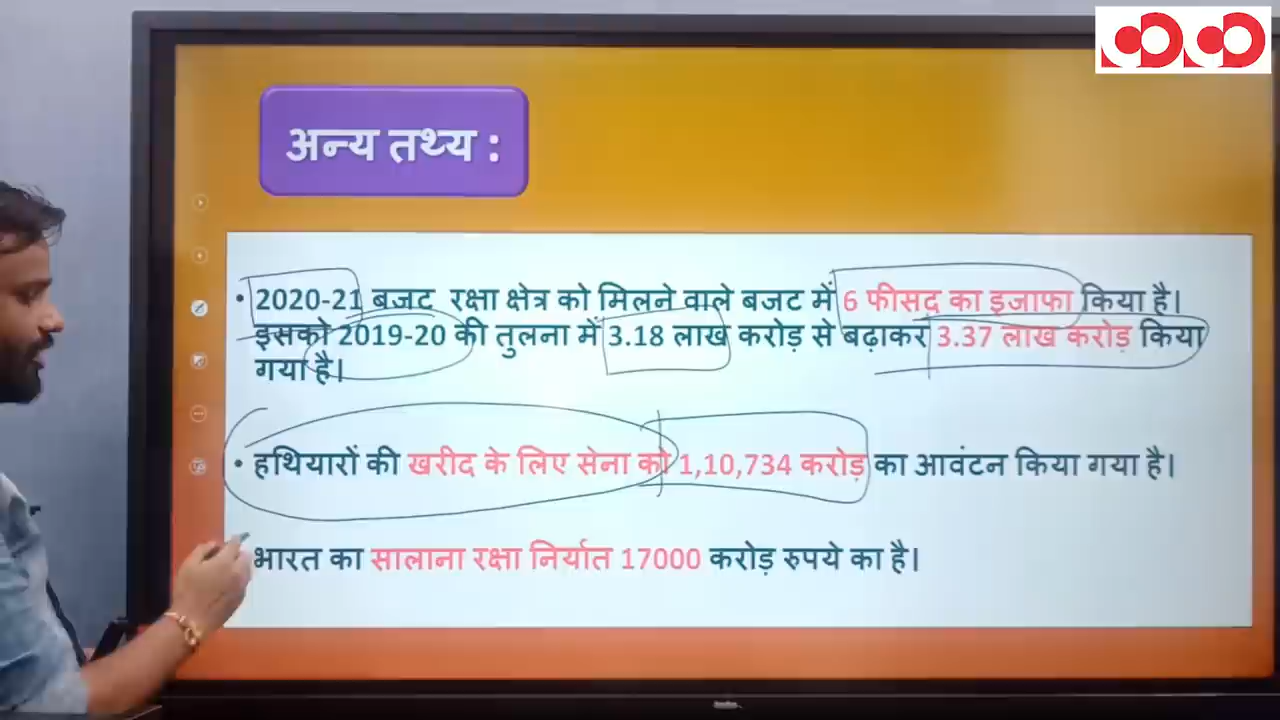 अन्य तथ्य :
• 2020-21 बजट रक्षा क्षेत्र को मिलने वाले बजट में 6 फीसद का इजाफा किया है।
इसको 2019-20 की तुलना में 3.18 लाख करोड़ से बढ़ाकर 3.37 लाख करोड़ किया
गया है।
• हथियारों की खरीद के लिए सेना को 1,10,734 करोड़ का आवंटन किया गया है।
भारत का सालाना रक्षा निर्यात 17000 करोड़ रुपये का है।